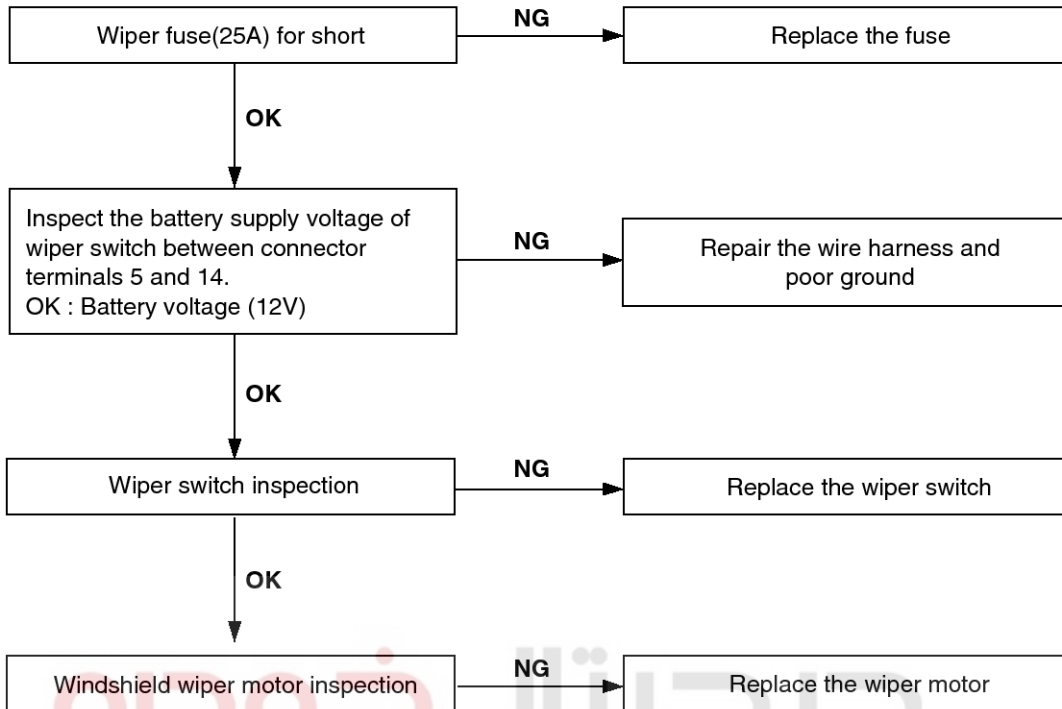 Wiper fuse(25A) for short
NG
Replace the fuse
OK
Inspect the battery supply voltage of
wiper switch between connector
terminals 5 and 14.
OK : Battery voltage (12V)
NG
Repair the wire harness and
poor ground
OK
Wiper switch inspection
NG
Replace the wiper switch
OK
Windshield wiper motor inspection
NG
Replace the wiper motor